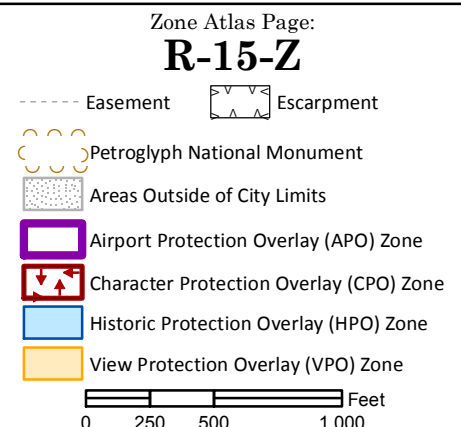 Zone Atlas Page:
R-15-Z
Easement Escarpment
Petroglyph National Monument
Areas Outside of City Limits
Airport Protection Overlay (APO) Zone
Character Protection Overlay (CPO) Zone
Historic Protection Overlay (HPO) Zone
View Protection Overlay (VPO) Zone
Feet
0 250 500 1,000